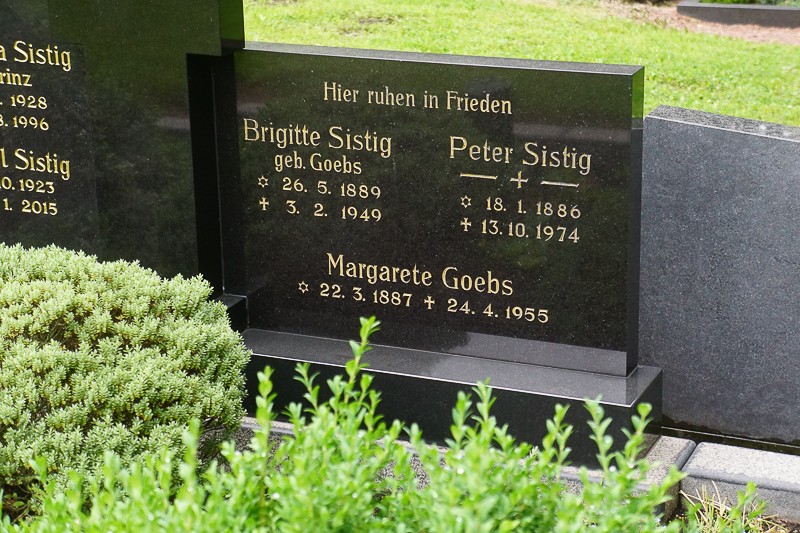 Sistig
rinz
1928
8. 1996
Sistig
10. 1923
1. 2015
Hier ruhen in Frieden
Brigitte Sistig
geb. Goebs
✡ 26. 5. 1889
✝ 3. 2. 1949
Peter Sistig
✡ 18. 1. 1886
✝ 13. 10. 1974
Margarete Goebs
✡ 22. 3. 1887 ✝ 24. 4. 1955